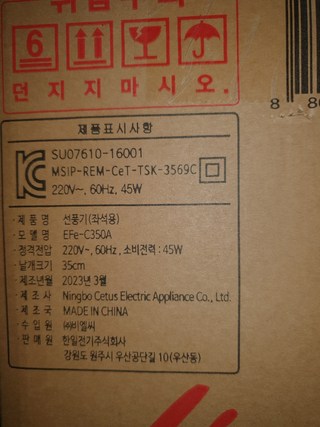 6
던지지마시오.
8 8
제품표시사항
SU07610-16001
MSIP-REM-CeT-TSK-3569C
220V~, 60Hz, 45W
· 제 품 명 선풍기(좌석용)
· 모 델 명 EFe-C350A
· 정격전압 220V~, 60Hz, 소비전력 : 45W
· 날개크기 35cm
· 제조년월 2023년 3월
· 제 조 사 Ningbo Cetus Electric Appliance Co., Ltd.
· 제 조 국 MADE IN CHINA
· 수 입 원 ㈜비엘씨
· 판 매 원 한일전기주식회사
강원도 원주시 우산공단길 10(우산동)